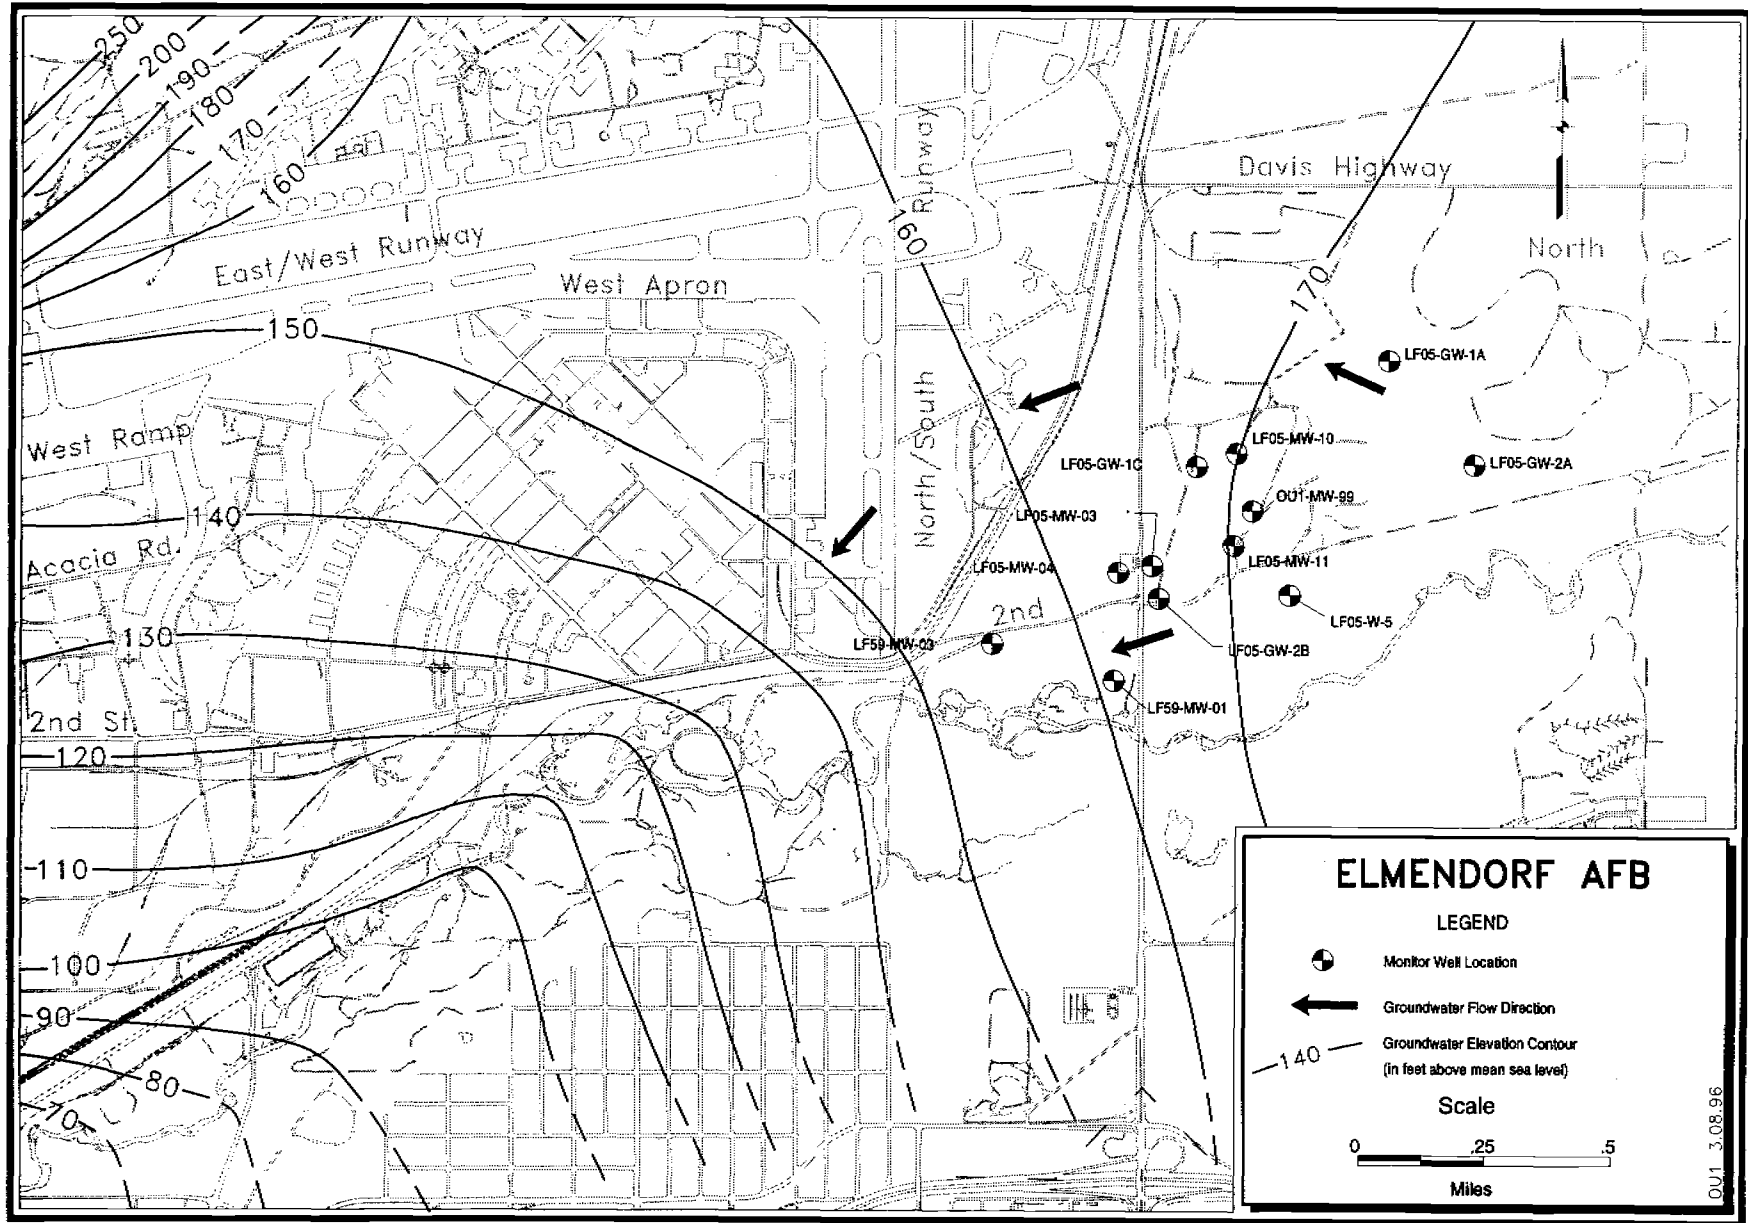 250
200
190
180
170
160
Runway
Davis Highway
160
North
East/West Runway
West Apron
170
150
LF05-GW-1A
North/South
West Ramp
LF05-MW-10
LF05-GW-1C
LF05-GW-2A
OU1-MW-99
140
LF05-MW-03
Acacia Rd.
LF05-MW-11
LF05-MW-04
2nd
LF05-W-5
130
LF59-MW-03
LF05-GW-2B
LF59-MW-01
2nd St.
120
110
100
90
80
70
ELMENDORF AFB
LEGEND
Monitor Well Location
Groundwater Flow Direction
140
Groundwater Elevation Contour
(in feet above mean sea level)
Scale
0 .25 .5
Miles
OU1 3.08.96